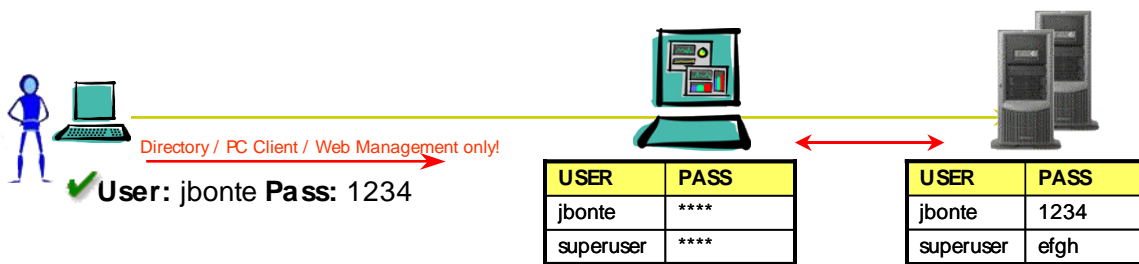 Directory / PC Client / Web Management only!
User: jbonte Pass: 1234
USER PASS
jbonte ****
superuser ****
USER PASS
jbonte 1234
superuser efgh